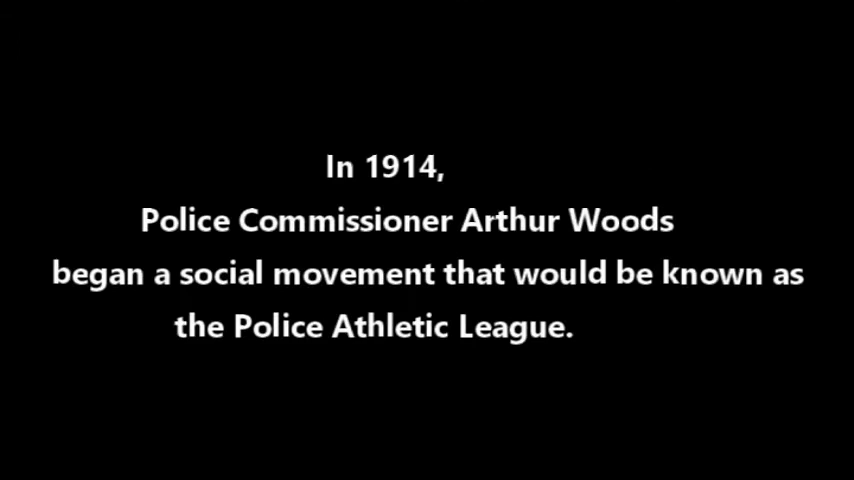 In 1914,
Police Commissioner Arthur Woods
began a social movement that would be known as
the Police Athletic League.